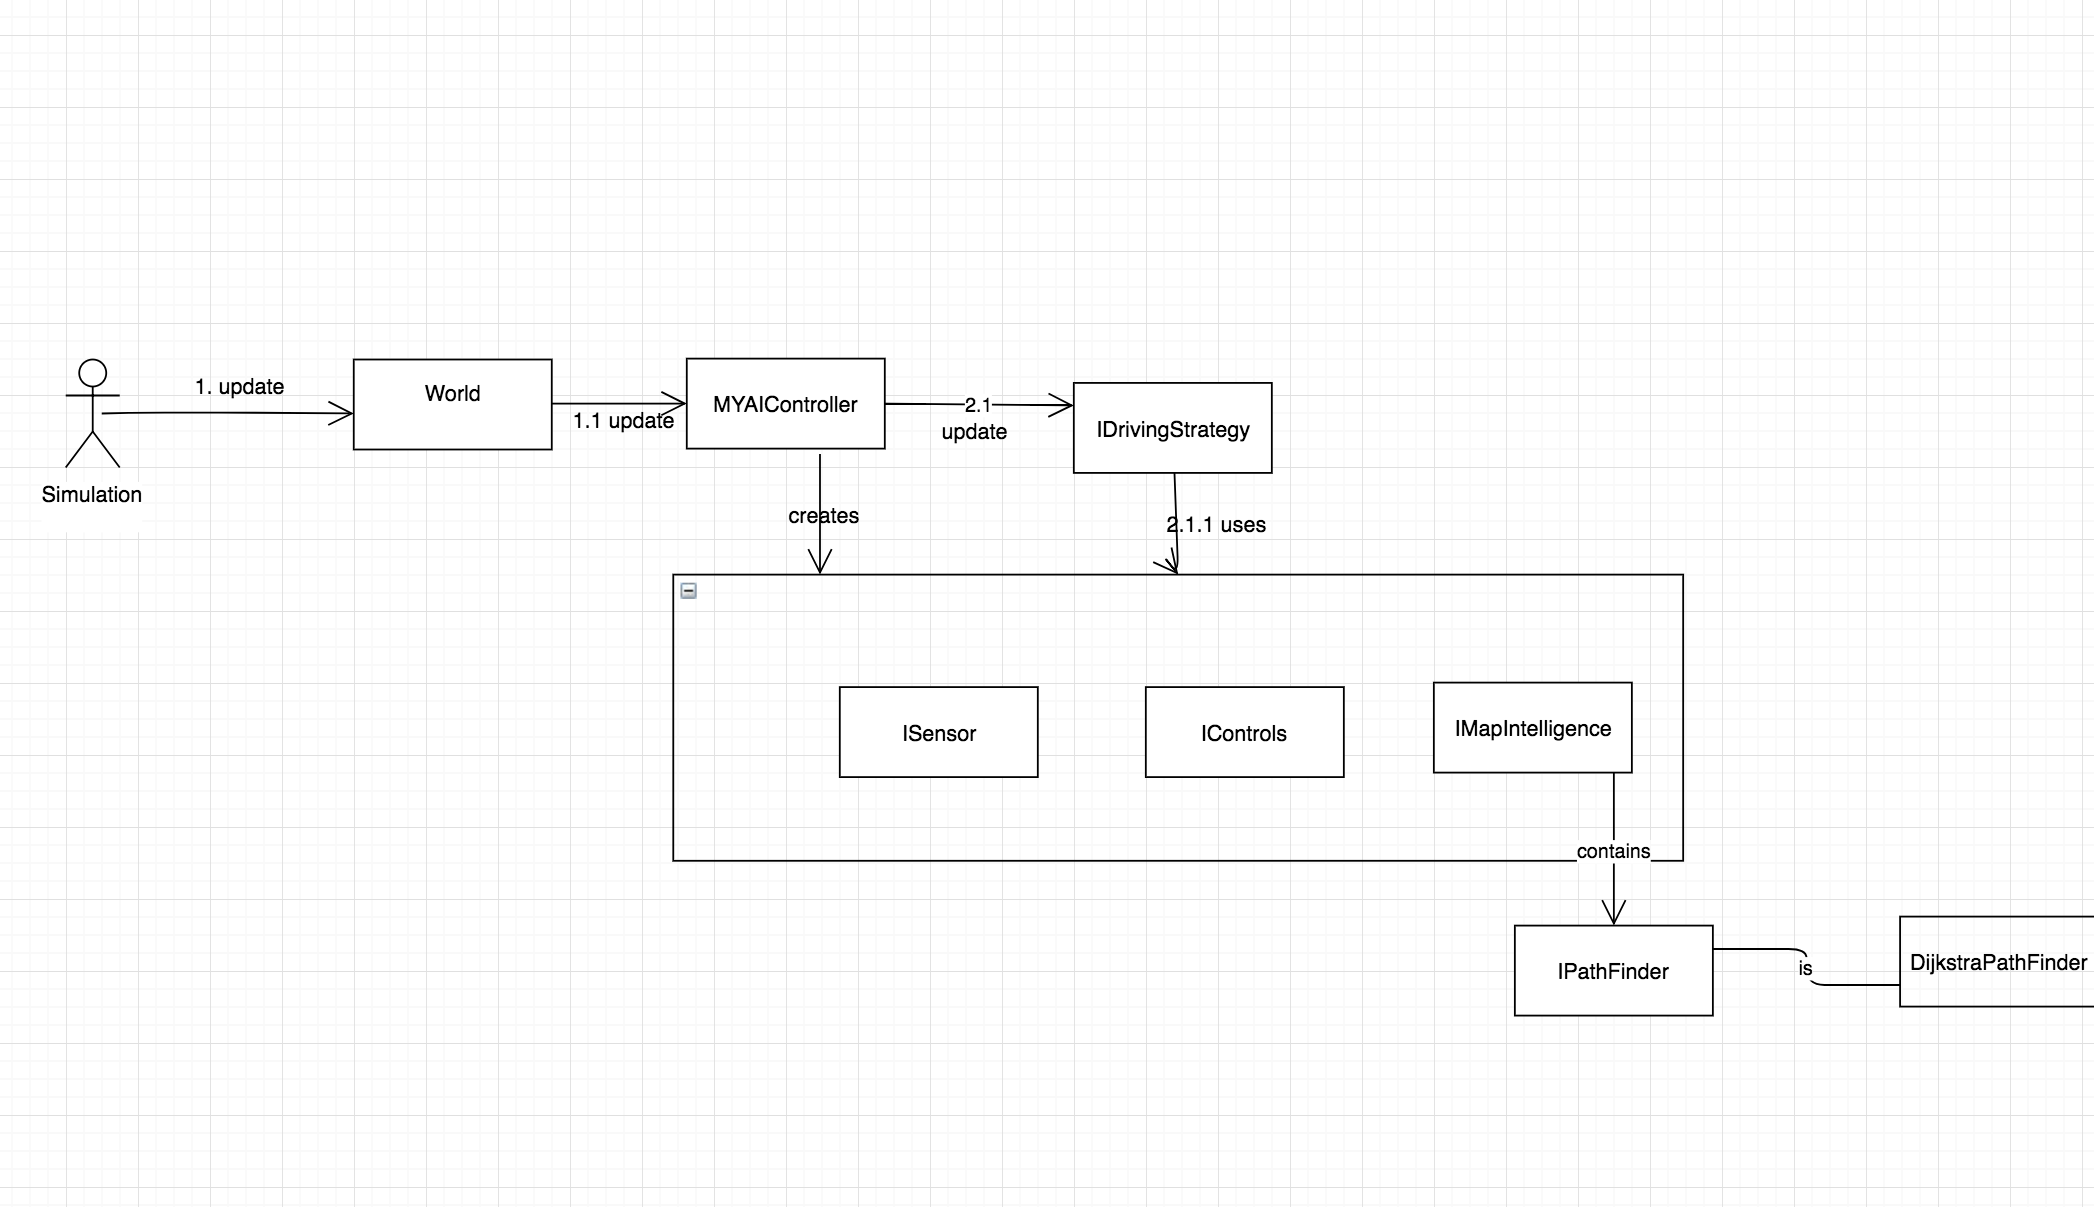 1. update
World
1.1 update
MYAIController
2.1
update
IDrivingStrategy
Simulation
creates
2.1.1 uses
ISensor
IControls
IMapIntelligence
contains
IPathFinder
is
DijkstraPathFinder